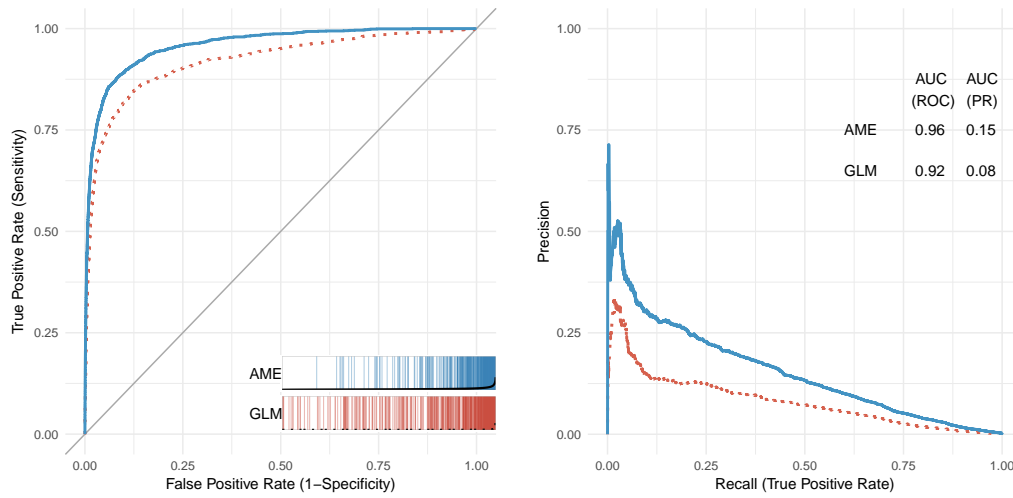 1.00
0.75
0.50
0.25
0.00
True Positive Rate (Sensitivity)
AME
GLM
0.00 0.25 0.50 0.75 1.00
False Positive Rate (1−Specificity)
1.00
0.75
0.50
0.25
0.00
Precision
AUC AUC
(ROC) (PR)
AME 0.96 0.15
GLM 0.92 0.08
0.00 0.25 0.50 0.75 1.00
Recall (True Positive Rate)